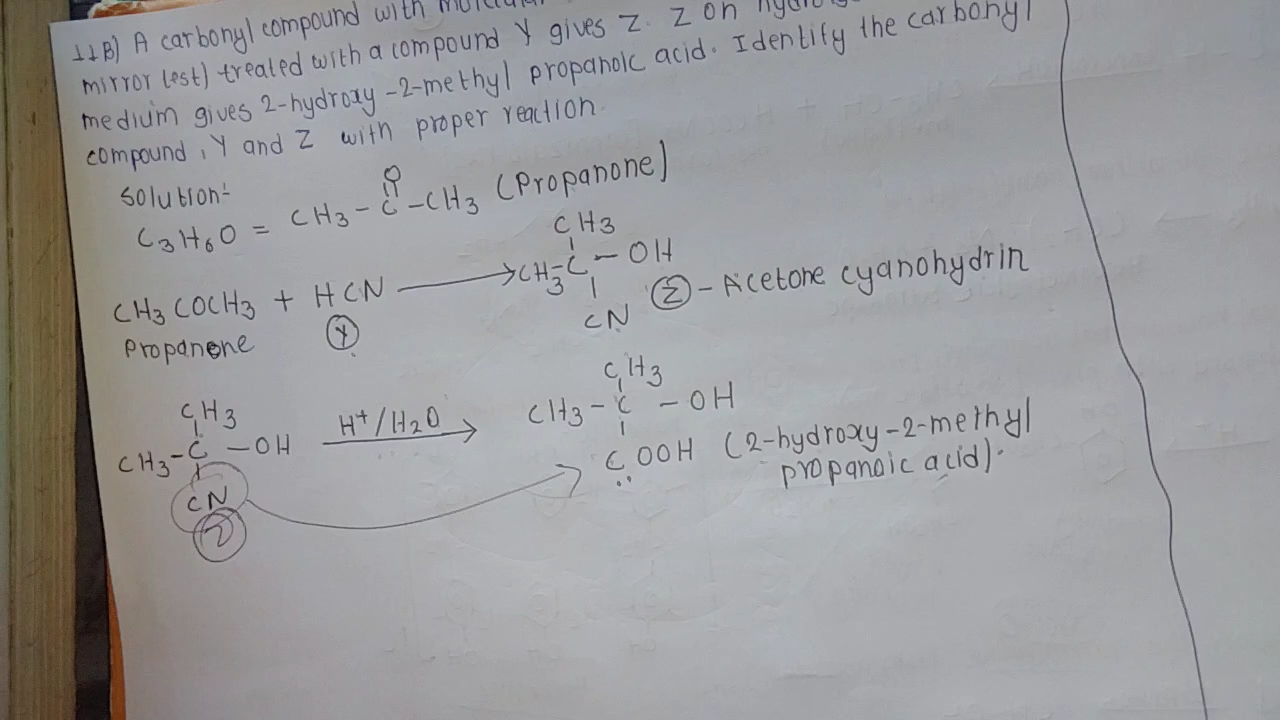 11B) A carbonyl compound with
mirror test) treated with a compound Y gives Z. Z on
medium gives 2-hydroxy-2-methyl propanoic acid. Identify the carbonyl
compound, Y and Z with proper reaction.
Solution:-
O
C3H6O = CH3 - C - CH3 (Propanone)
CH3
CH3COCH3 + HCN → CH3-C - OH
Propanone (Y) CN (Z) - Acetone cyanohydrin
CH3 CH3
CH3-C - OH H+/H2O → CH3 - C - OH
CN COOH (2-hydroxy-2-methyl
propanoic acid).
(Z)